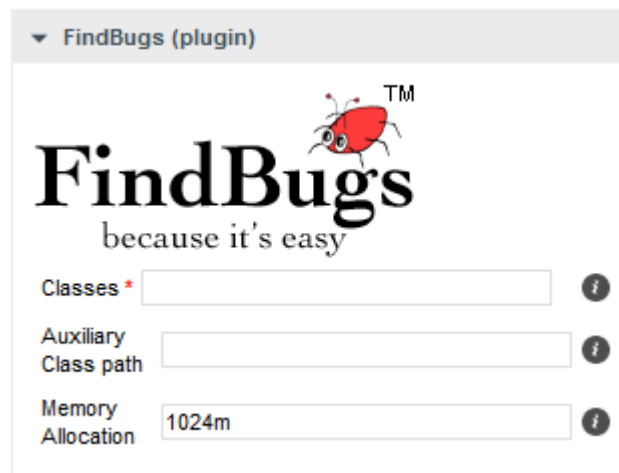 FindBugs (plugin)
TM
FindBugs
because it's easy
Classes *
Auxiliary
Class path
Memory
Allocation
1024m